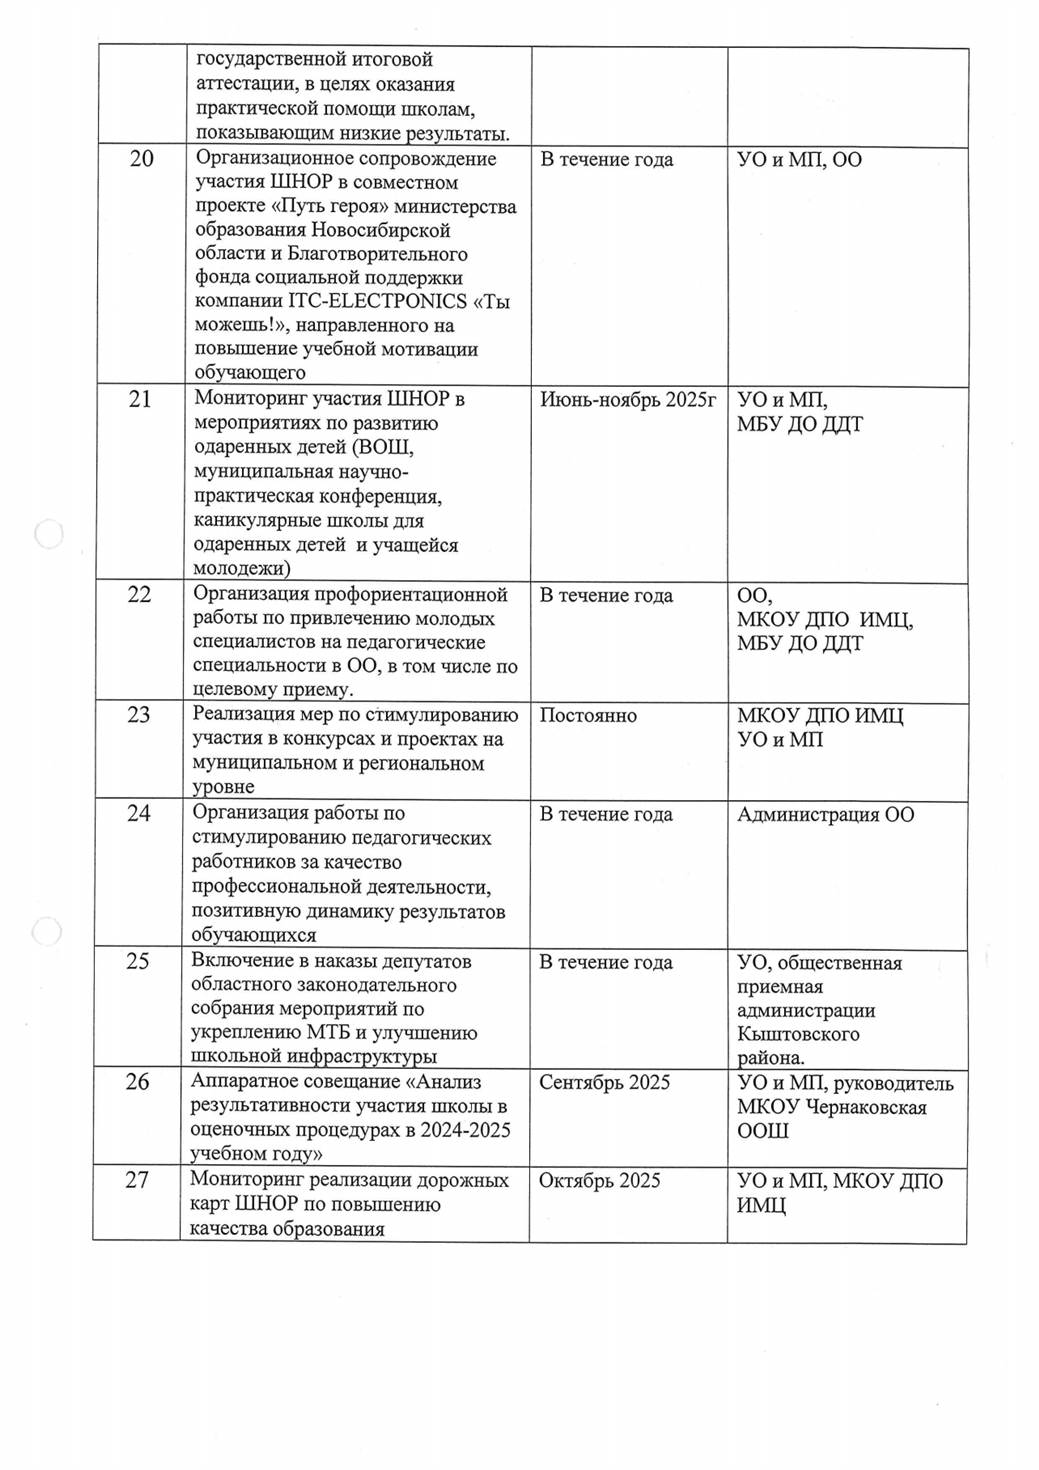 государственной итоговой
аттестации, в целях оказания
практической помощи школам,
показывающим низкие результаты.
20
Организационное сопровождение
участия ШНОР в совместном
проекте «Путь героя» министерства
образования Новосибирской
области и Благотворительного
фонда социальной поддержки
компании ITC-ELECTPONICS «Ты
можешь!», направленного на
повышение учебной мотивации
обучающего
В течение года
УО и МП, ОО
21
Мониторинг участия ШНОР в
мероприятиях по развитию
одаренных детей (ВОШ,
муниципальная научно-
практическая конференция,
каникулярные школы для
одаренных детей и учащейся
молодежи)
Июнь-ноябрь 2025г
УО и МП,
МБУ ДО ДДТ
22
Организация профориентационной
работы по привлечению молодых
специалистов на педагогические
специальности в ОО, в том числе по
целевому приему.
В течение года
ОО,
МКОУ ДПО ИМЦ,
МБУ ДО ДДТ
23
Реализация мер по стимулированию
участия в конкурсах и проектах на
муниципальном и региональном
уровне
Постоянно
МКОУ ДПО ИМЦ
УО и МП
24
Организация работы по
стимулированию педагогических
работников за качество
профессиональной деятельности,
позитивную динамику результатов
обучающихся
В течение года
Администрация ОО
25
Включение в наказы депутатов
областного законодательного
собрания мероприятий по
укреплению МТБ и улучшению
школьной инфраструктуры
В течение года
УО, общественная
приемная
администрации
Кыштовского
района.
26
Аппаратное совещание «Анализ
результативности участия школы в
оценочных процедурах в 2024-2025
учебном году»
Сентябрь 2025
УО и МП, руководитель
МКОУ Чернаковская
ООШ
27
Мониторинг реализации дорожных
карт ШНОР по повышению
качества образования
Октябрь 2025
УО и МП, МКОУ ДПО
ИМЦ